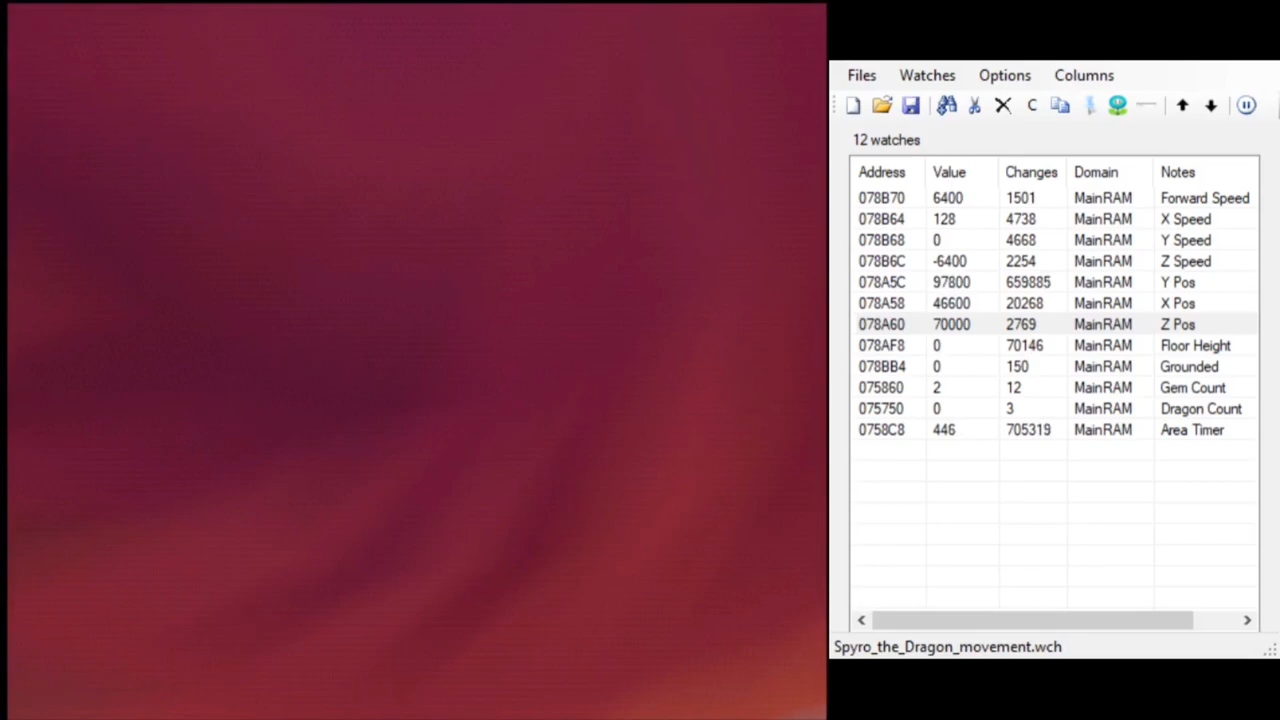 Files Watches Options Columns
C
12 watches
Address Value Changes Domain Notes
078B70 6400 1501 MainRAM Forward Speed
078B64 128 4738 MainRAM X Speed
078B68 0 4668 MainRAM Y Speed
078B6C -6400 2254 MainRAM Z Speed
078A5C 97800 659885 MainRAM Y Pos
078A58 46600 20268 MainRAM X Pos
078A60 70000 2769 MainRAM Z Pos
078AF8 0 70146 MainRAM Floor Height
078BB4 0 150 MainRAM Grounded
075860 2 12 MainRAM Gem Count
075750 0 3 MainRAM Dragon Count
0758C8 446 705319 MainRAM Area Timer
Spyro_the_Dragon_movement.wch